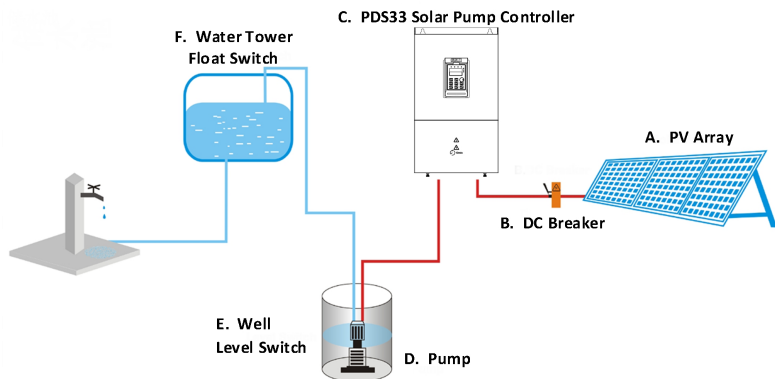 C. PDS33 Solar Pump Controller
F. Water Tower
Float Switch
A. PV Array
B. DC Breaker
E. Well
Level Switch
D. Pump